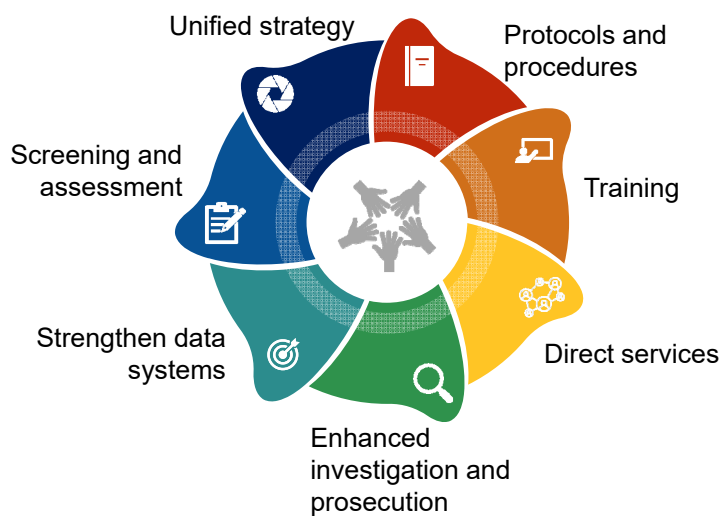 Unified strategy
Protocols and
procedures
Training
Direct services
Enhanced
investigation and
prosecution
Strengthen data
systems
Screening and
assessment